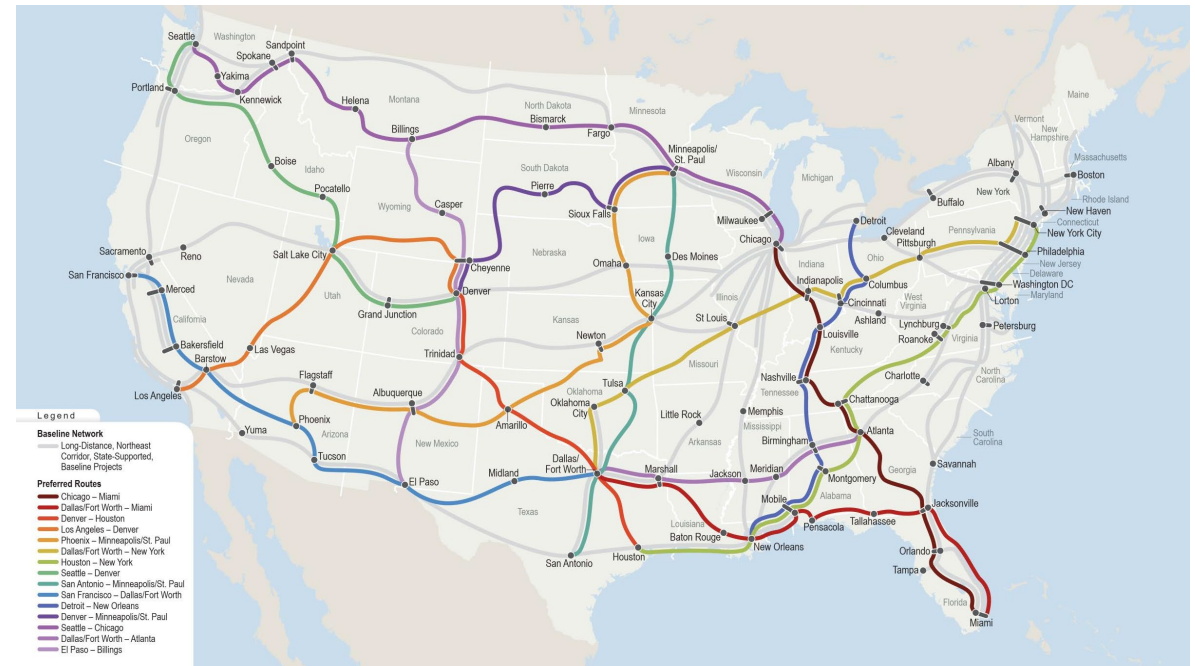 Seattle
Washington
Sandpoint
Spokane
Yakima
Portland
Kennewick
Helena
Montana
North Dakota
Bismarck
Fargo
Minnesota
Maine
Vermont
New
Hampshire
Oregon
Billings
Minneapolis/
St. Paul
Albany
Massachusetts
Boise
Idaho
South Dakota
Wisconsin
Michigan
New York
Boston
Pocatello
Wyoming
Casper
Pierre
Sioux Falls
Buffalo
Rhode Island
New Haven
Connecticut
New York City
Milwaukee
Detroit
Cleveland
Pittsburgh
Pennsylvania
Sacramento
Reno
Salt Lake City
Cheyenne
Nebraska
Iowa
Chicago
Philadelphia
San Francisco
Nevada
Omaha
Des Moines
Indiana
Ohio
New Jersey
Delaware
Maryland
Washington DC
Merced
Utah
Denver
Indianapolis
Columbus
Lorton
California
Grand Junction
Kansas
City
Illinois
Cincinnati
West
Virginia
Colorado
Kansas
St Louis
Ashland
Lynchburg
Petersburg
Bakersfield
Newton
Louisville
Roanoke
Virginia
Barstow
Las Vegas
Trinidad
Missouri
Kentucky
Flagstaff
Albuquerque
Tulsa
Nashville
Charlotte
North
Carolina
Los Angeles
Oklahoma
Oklahoma
City
Tennessee
Chattanooga
Phoenix
Amarillo
Little Rock
Memphis
Yuma
Arizona
New Mexico
Arkansas
Mississippi
Birmingham
Atlanta
South
Carolina
Tucson
Dallas/
Fort Worth
Marshall
Jackson
Meridian
Georgia
Savannah
El Paso
Midland
Montgomery
Alabama
Texas
Louisiana
Mobile
Jacksonville
Baton Rouge
Pensacola
Tallahassee
San Antonio
Houston
New Orleans
Orlando
Tampa
Florida
Miami
Legend
Baseline Network
Long-Distance, Northeast
Corridor, State-Supported,
Baseline Projects
Preferred Routes
Chicago – Miami
Dallas/Fort Worth – Miami
Denver – Houston
Los Angeles – Denver
Phoenix – Minneapolis/St. Paul
Dallas/Fort Worth – New York
Houston – New York
Seattle – Denver
San Antonio – Minneapolis/St. Paul
San Francisco – Dallas/Fort Worth
Detroit – New Orleans
Denver – Minneapolis/St. Paul
Seattle – Chicago
Dallas/Fort Worth – Atlanta
El Paso – Billings